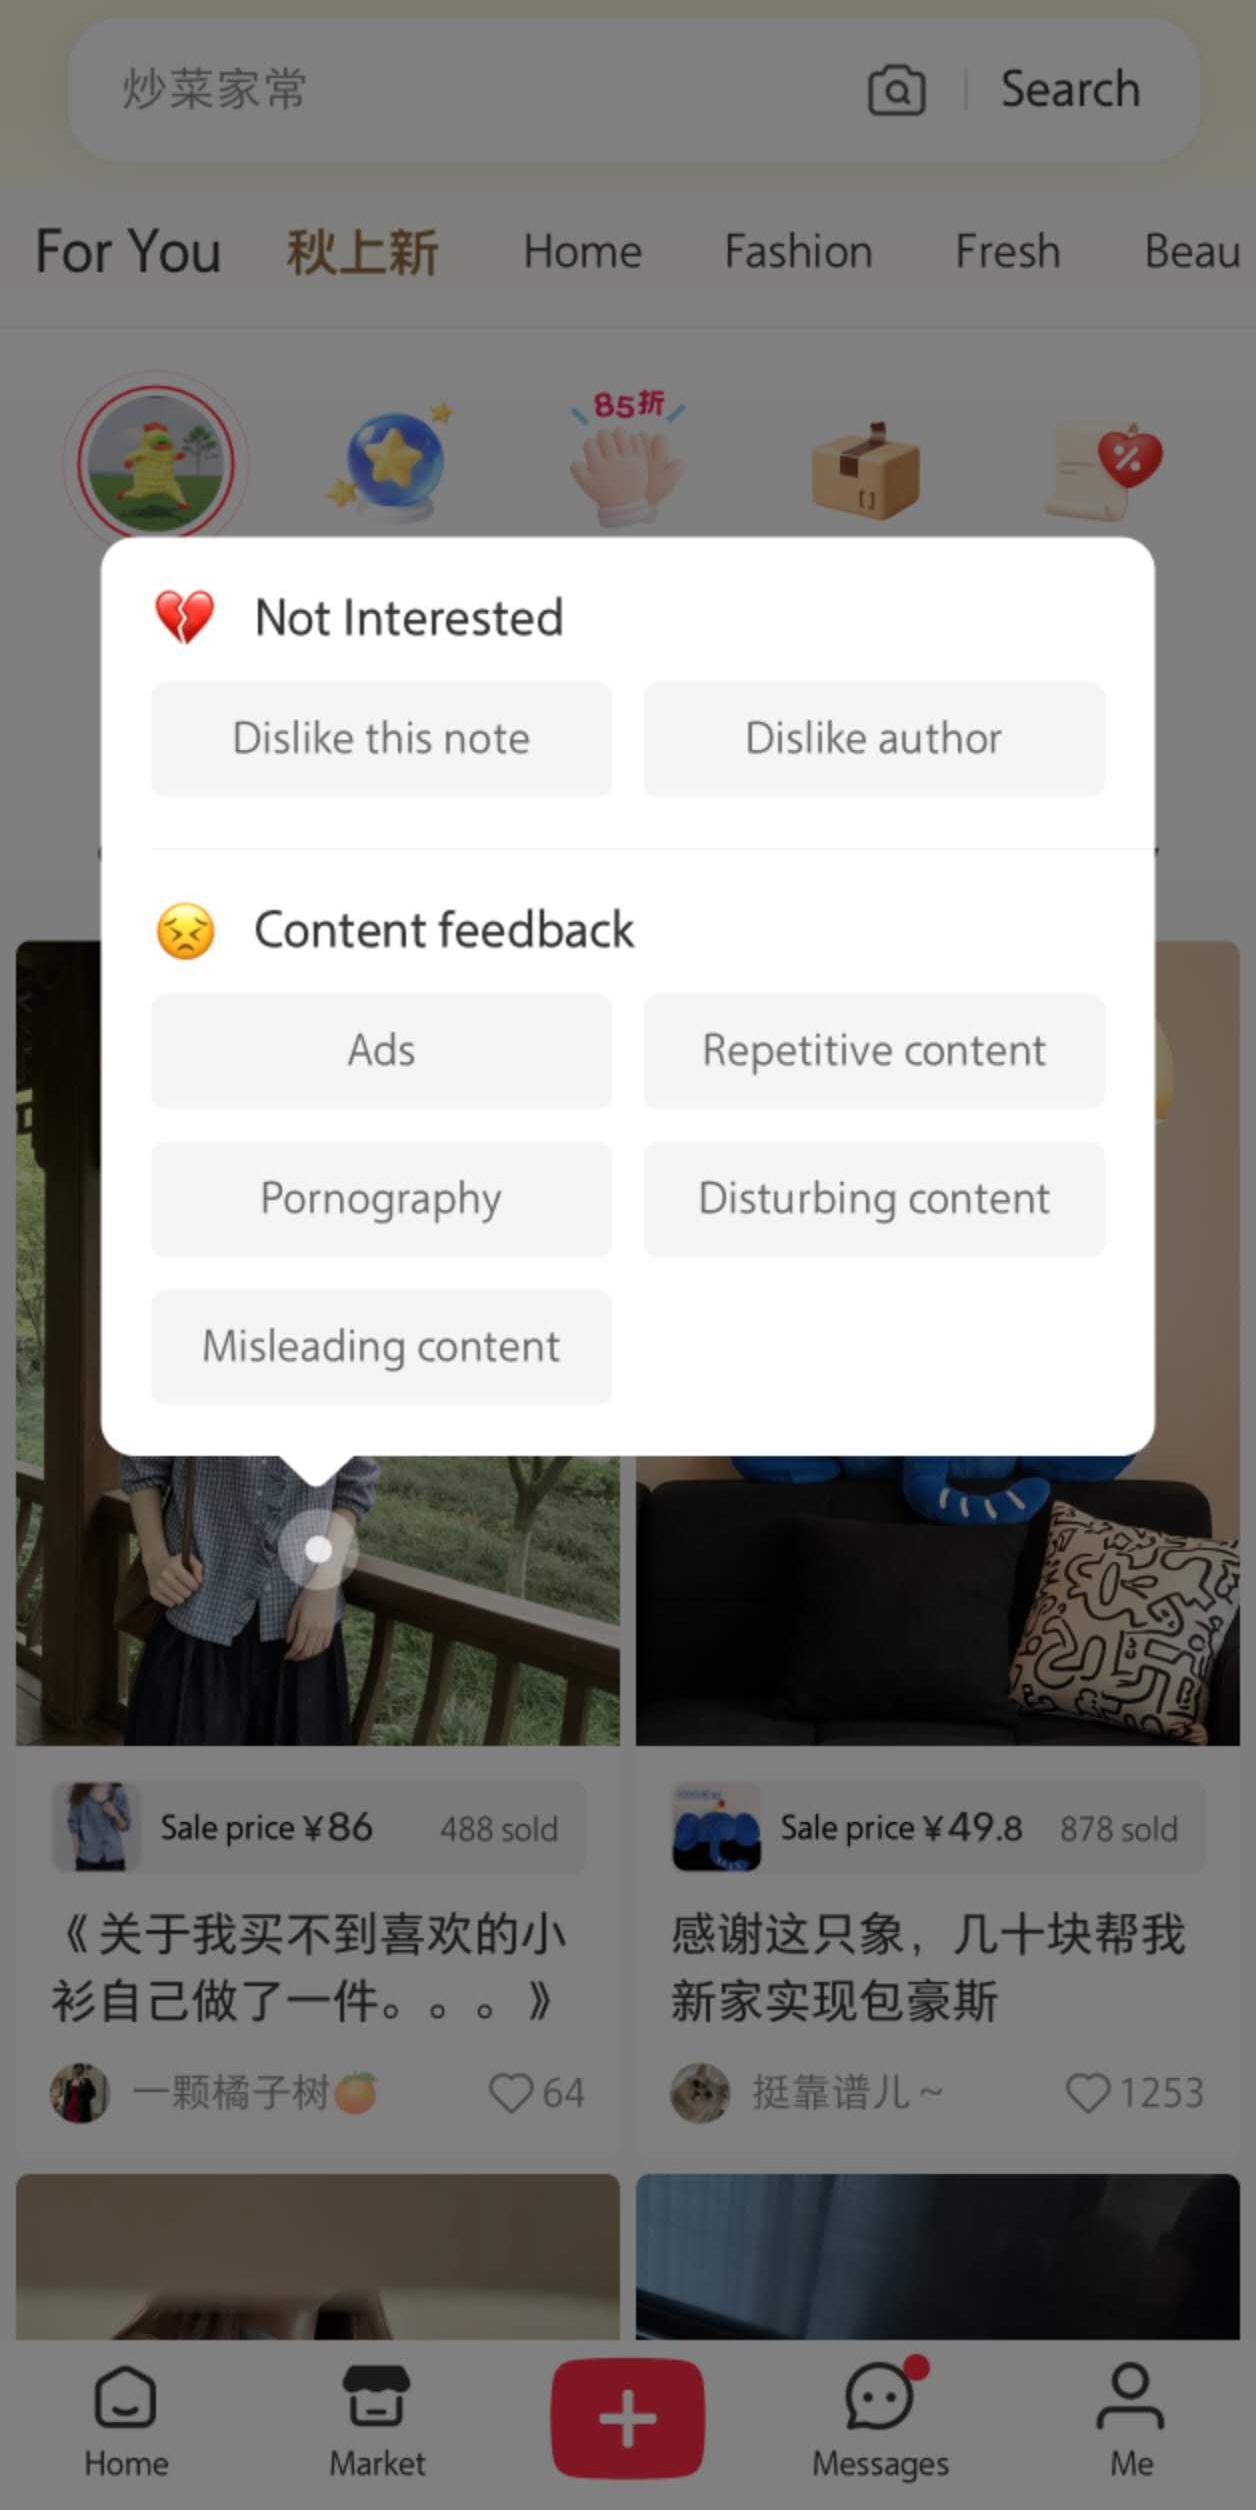 炒菜家常
Search
For You
秋上新
Home
Fashion
Fresh
Beau
85折
Not Interested
Dislike this note
Dislike author
Content feedback
Ads
Repetitive content
Pornography
Disturbing content
Misleading content
Sale price ¥86
488 sold
《关于我买不到喜欢的小
衫自己做了一件。。。》
一颗橘子树🍊
64
Sale price ¥49.8
878 sold
感谢这只象，几十块帮我
新家实现包豪斯
挺靠谱儿～
1253
Home
Market
Messages
Me